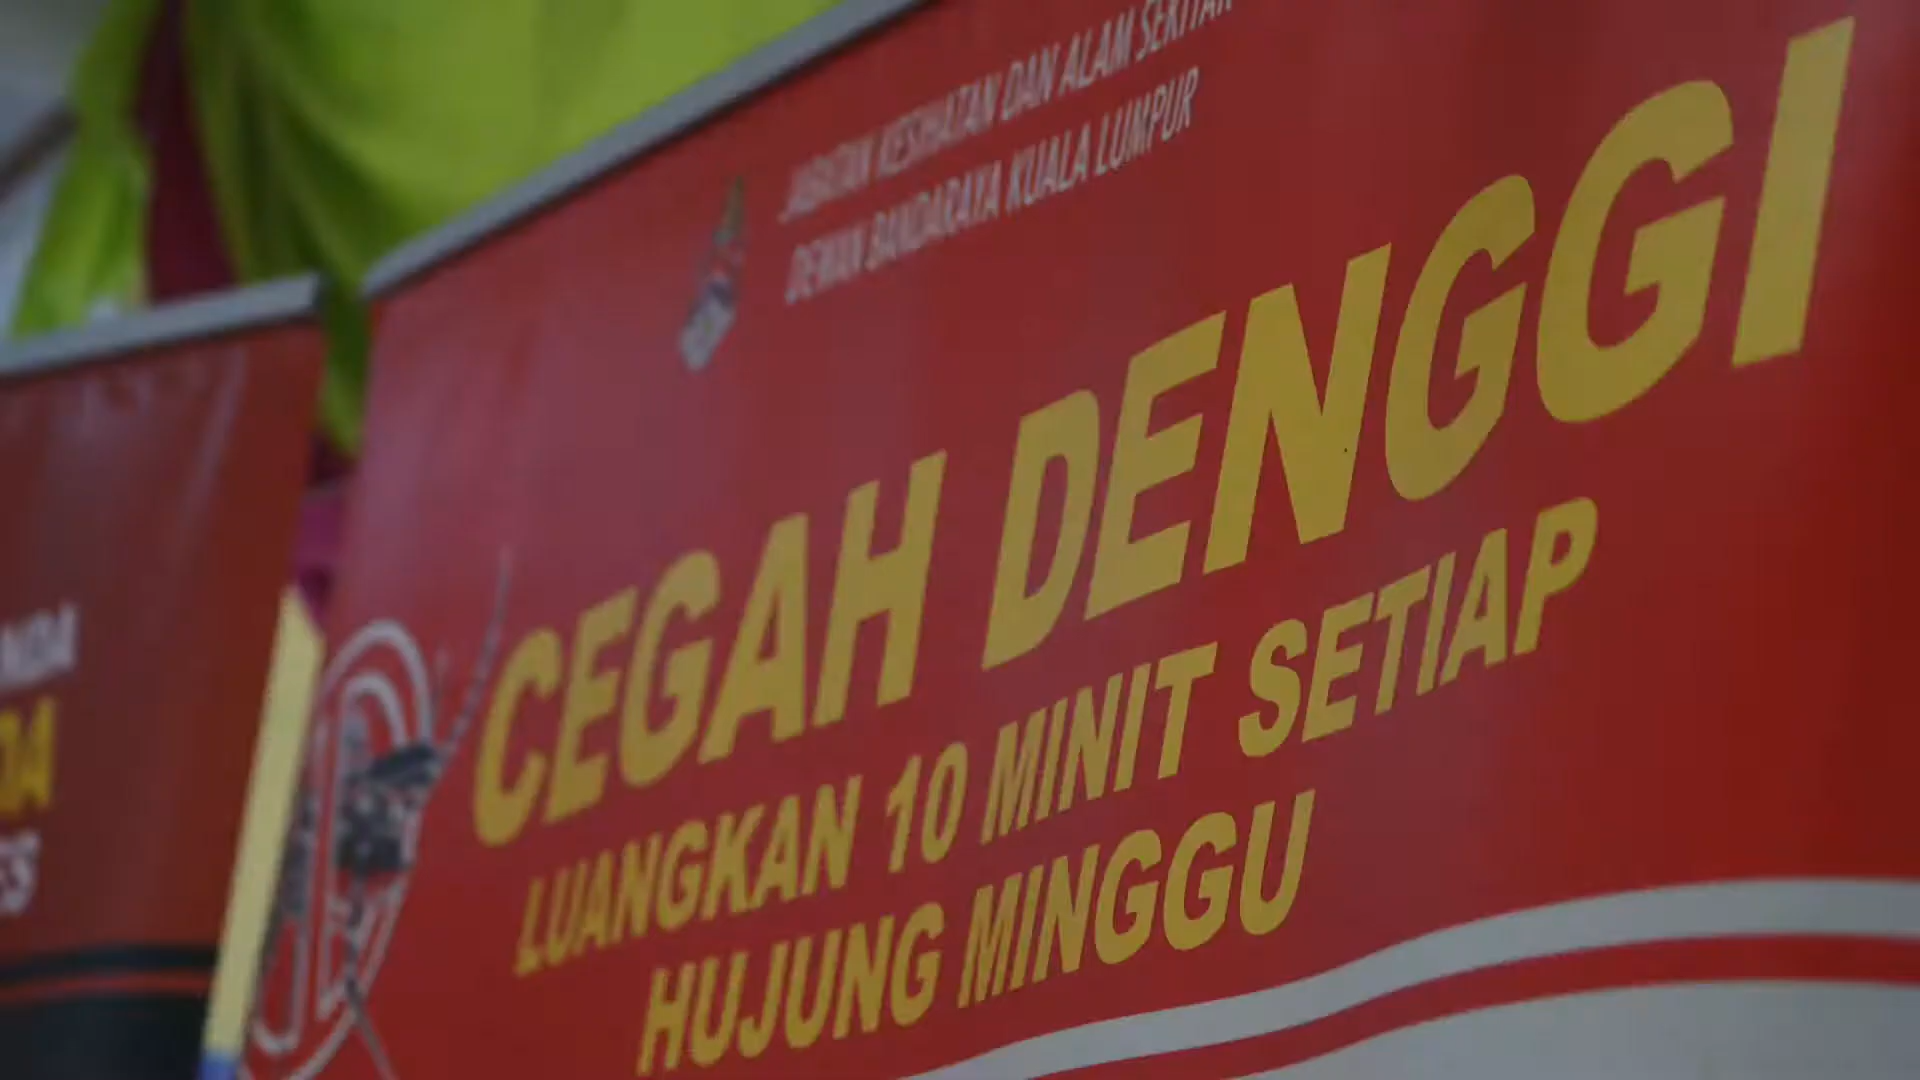 JABATAN KESIHATAN DAN ALAM SEKITAR
DEWAN BANDARAYA KUALA LUMPUR
CEGAH DENGGI
LUANGKAN 10 MINIT SETIAP
HUJUNG MINGGU